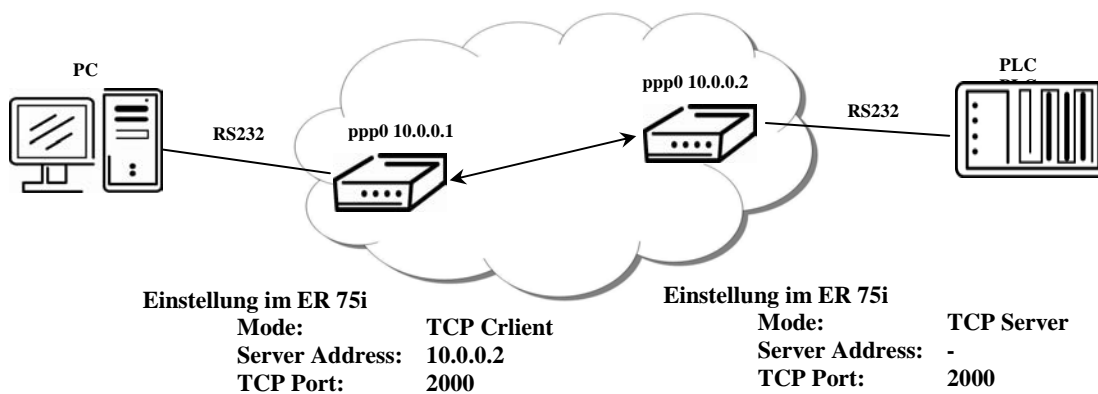 PC
PLC
PLC
ppp0 10.0.0.2
RS232
RS232
ppp0 10.0.0.1
Einstellung im ER 75i
Mode: TCP Crlient
Server Address: 10.0.0.2
TCP Port: 2000
Einstellung im ER 75i
Mode: TCP Server
Server Address: -
TCP Port: 2000